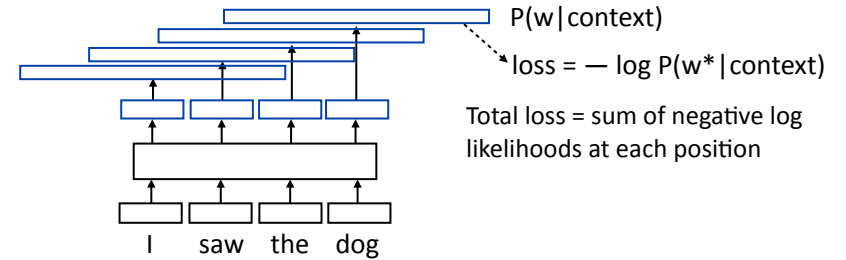 P(w|context)
loss = — log P(w*|context)
Total loss = sum of negative log
likelihoods at each position
I saw the dog